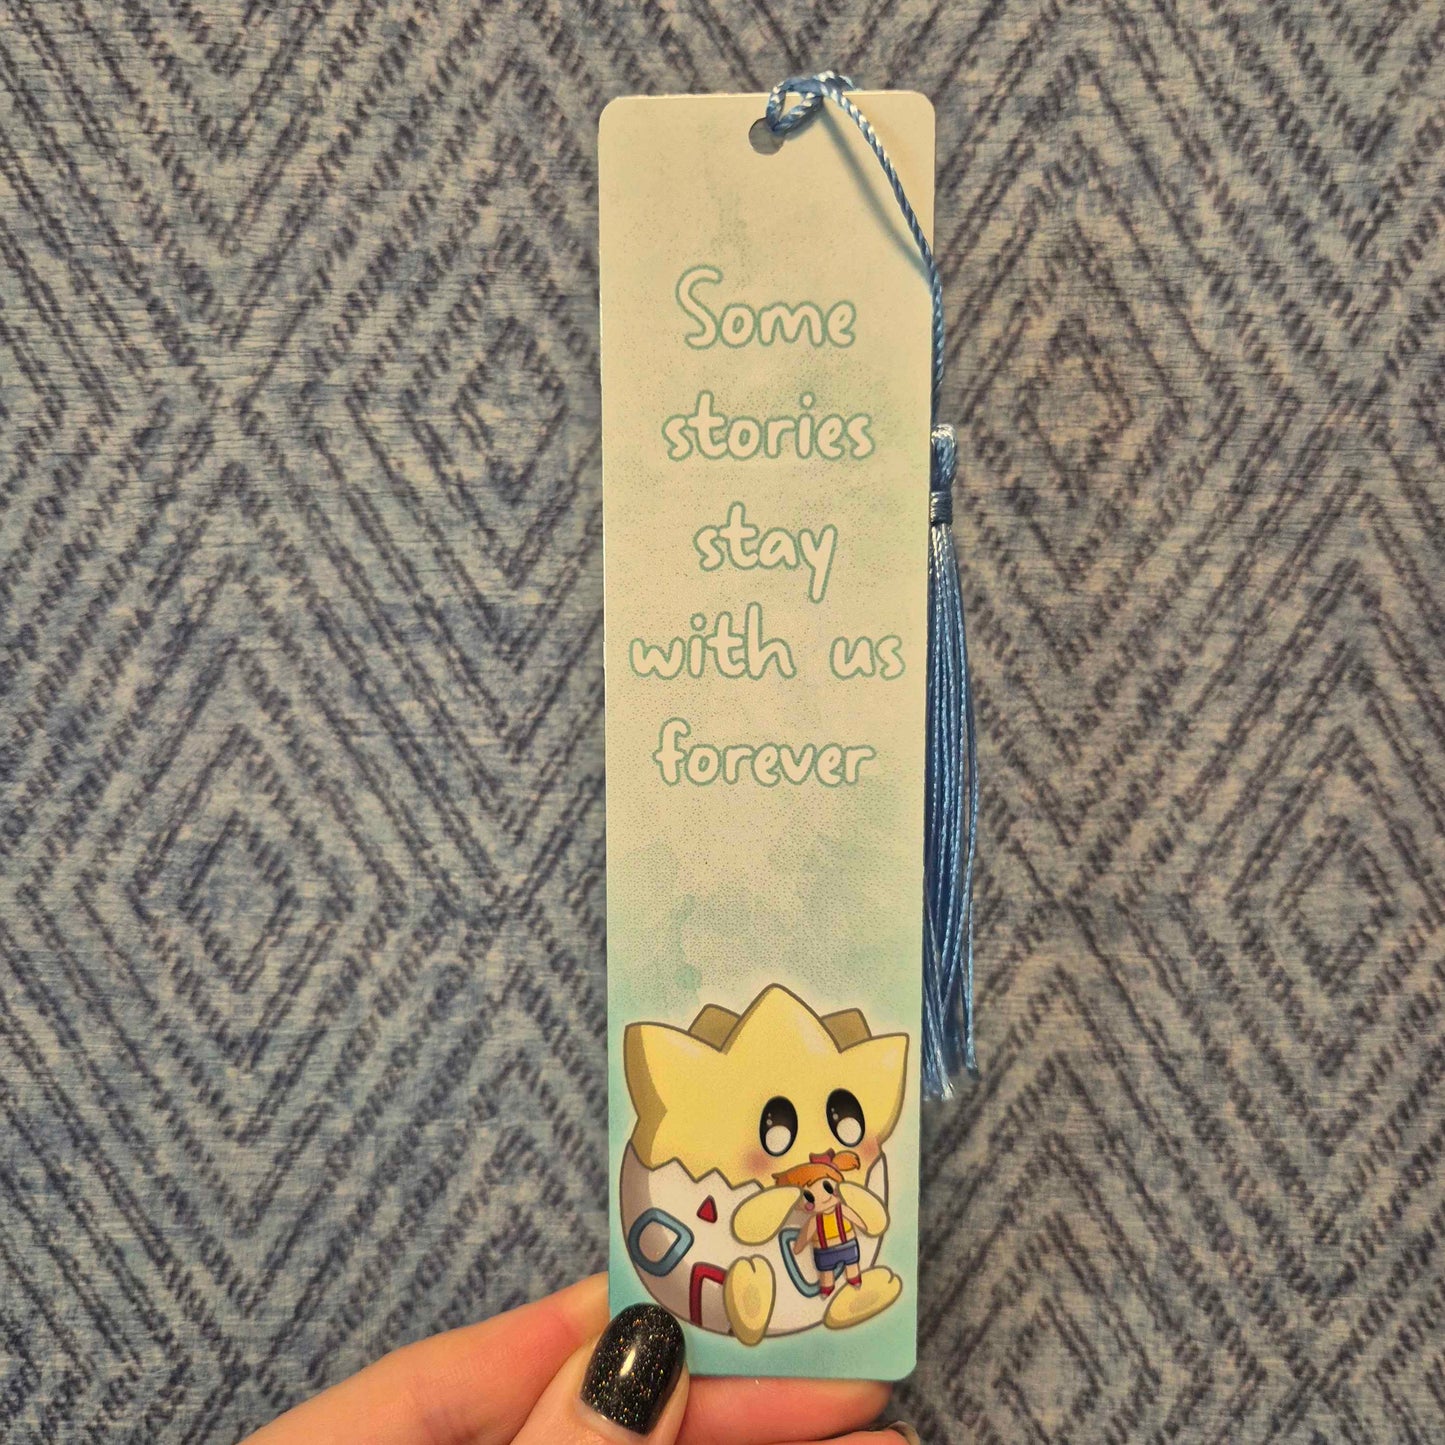 Some
stories
stay
with us
forever